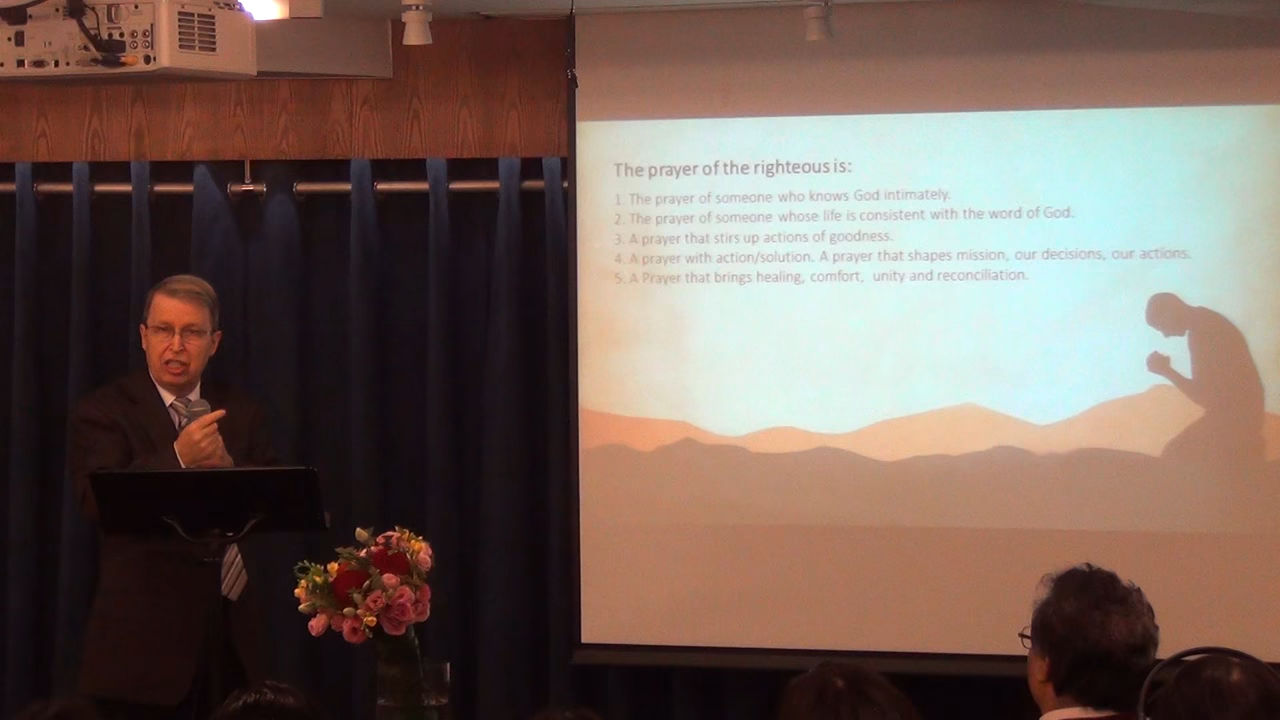 The prayer of the righteous is:
1. The prayer of someone who knows God intimately.
2. The prayer of someone whose life is consistent with the word of God.
3. A prayer that stirs up actions of goodness.
4. A prayer with action/solution. A prayer that shapes mission, our decisions, our actions.
5. A Prayer that brings healing, comfort, unity and reconciliation.